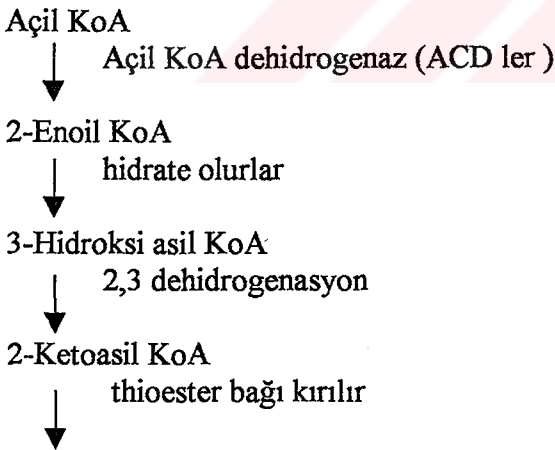 Açil KoA
Açil KoA dehidrogenaz (ACD ler )
2-Enoil KoA
hidrate olurlar
3-Hidroksi asil KoA
2,3 dehidrogenasyon
2-Ketoasil KoA
thioester bağı kırılır